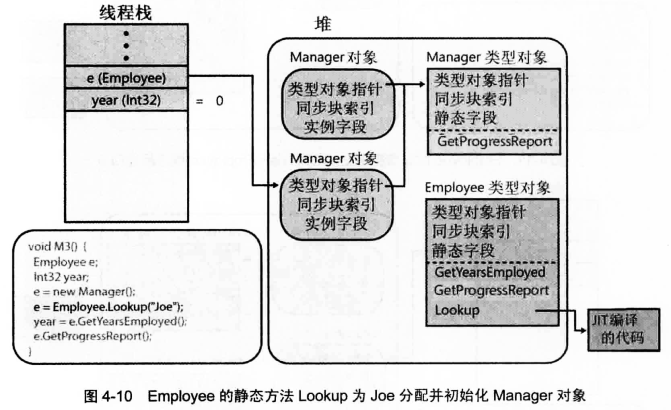 线程栈
e (Employee)
year (Int32)
= 0
堆
Manager 对象
类型对象指针
同步块索引
实例字段
Manager 对象
类型对象指针
同步块索引
实例字段
Manager 类型对象
类型对象指针
同步块索引
静态字段
GetProgressReport
Employee 类型对象
类型对象指针
同步块索引
静态字段
GetYearsEmployed
GetProgressReport
Lookup
JIT编译
的代码
void M3() {
Employee e;
Int32 year;
e = new Manager();
e = Employee.Lookup("Joe");
year = e.GetYearsEmployed();
e.GetProgressReport();
}
图 4-10 Employee 的静态方法 Lookup 为 Joe 分配并初始化 Manager 对象